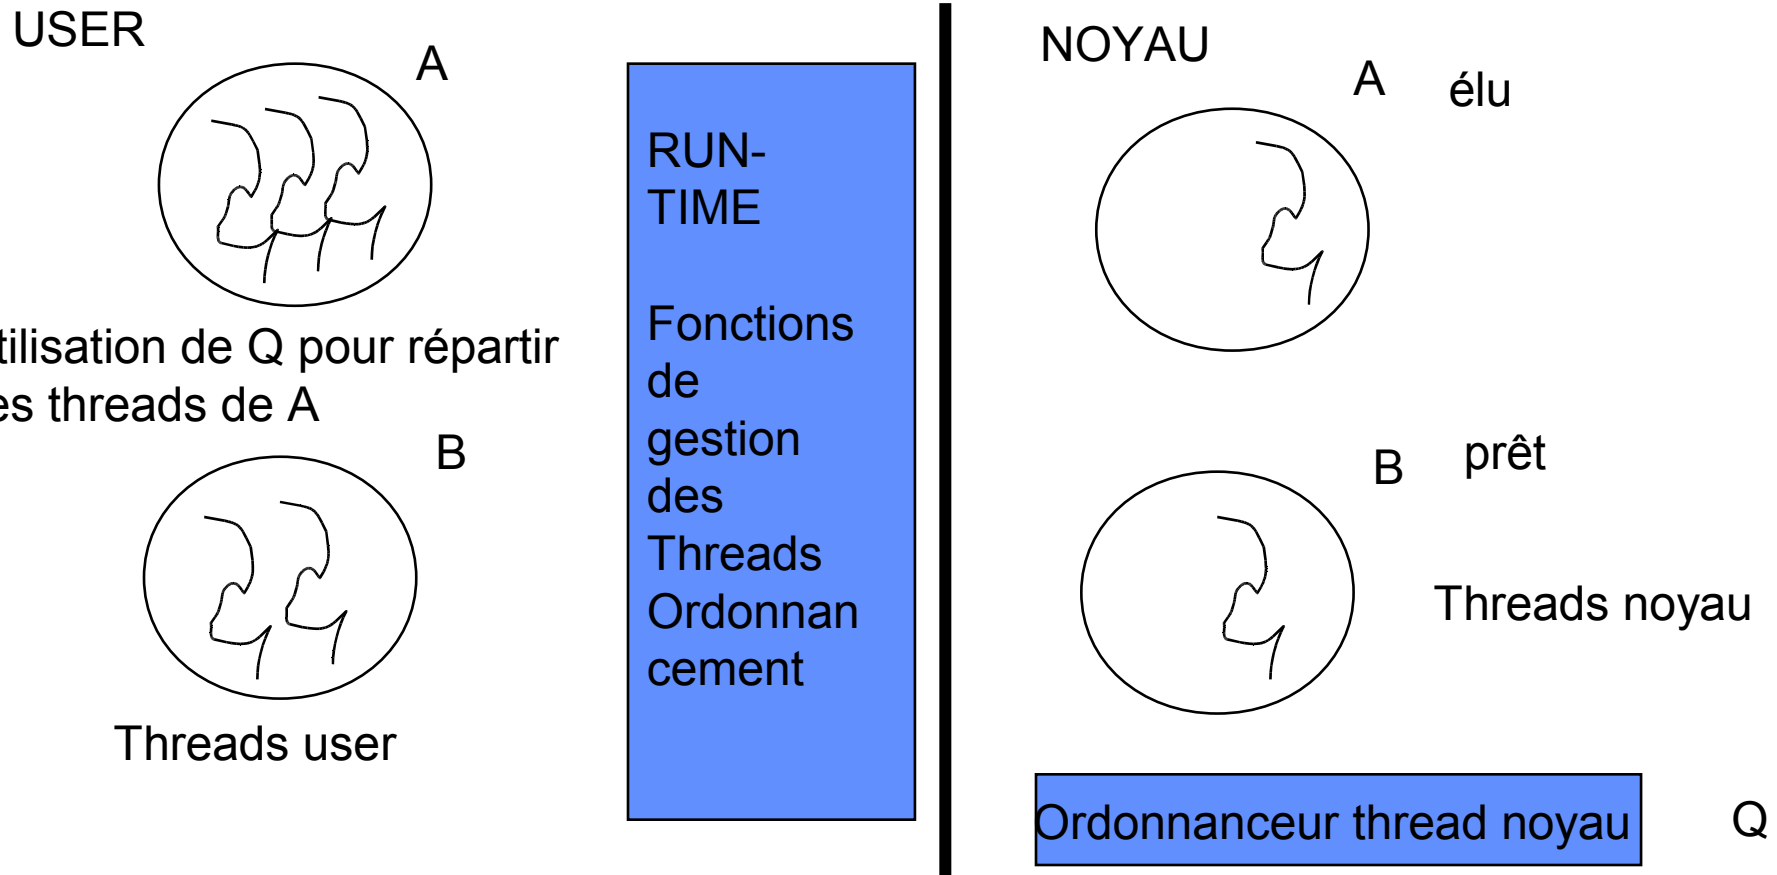 USER
A
tilisation de Q pour répartir
es threads de A
B
Threads user
RUN-
TIME
Fonctions
de
gestion
des
Threads
Ordonnan
cement
NOYAU
A
élu
B
prêt
Threads noyau
Ordonnanceur thread noyau
Q